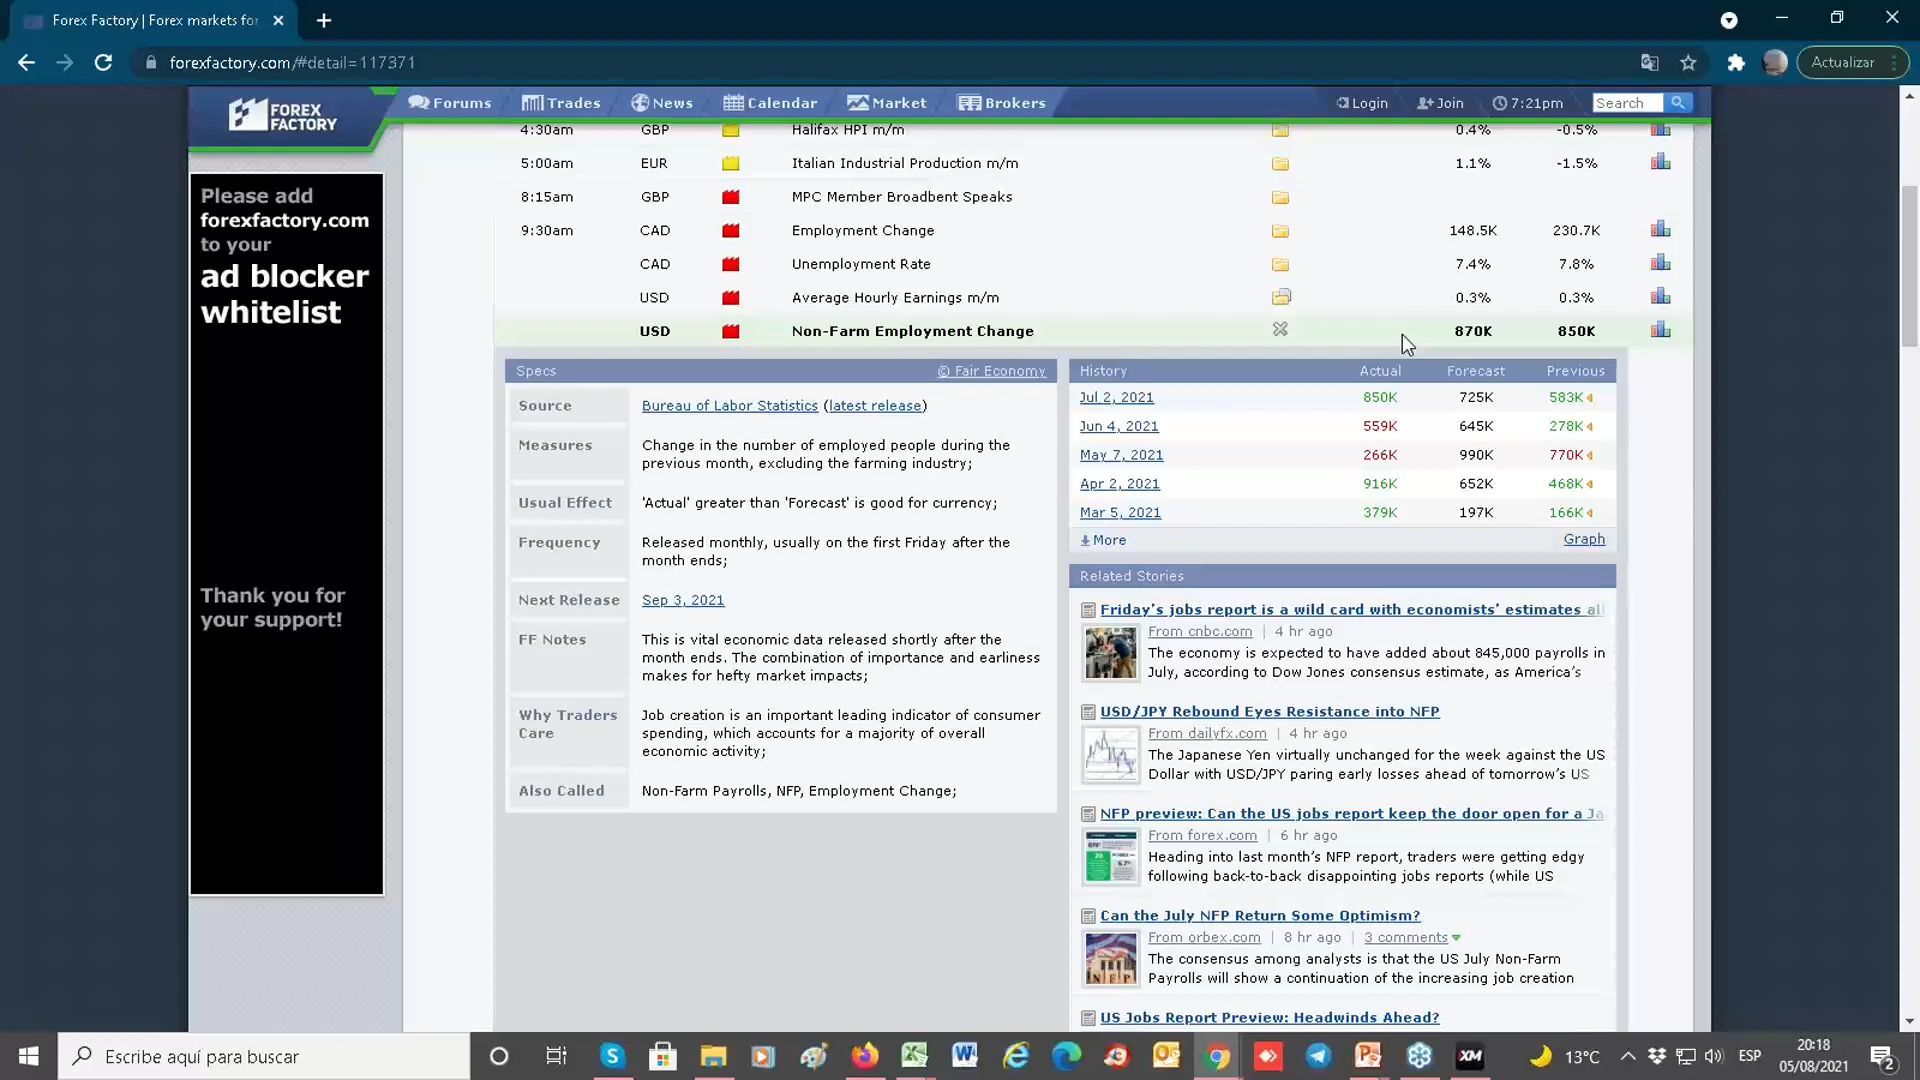 Forex Factory | Forex markets for
forexfactory.com/#detail=117371
Actualizar
FOREX
FACTORY
Forums
Trades
News
Calendar
Market
Brokers
Login
Join
7:21pm
Search
Please add
forexfactory.com
to your
ad blocker
whitelist
Thank you for
your support!
4:30am GBP Halifax HPI m/m 0.4% -0.5%
5:00am EUR Italian Industrial Production m/m 1.1% -1.5%
8:15am GBP MPC Member Broadbent Speaks
9:30am CAD Employment Change 148.5K 230.7K
CAD Unemployment Rate 7.4% 7.8%
USD Average Hourly Earnings m/m 0.3% 0.3%
USD Non-Farm Employment Change 870K 850K
Specs © Fair Economy
Source Bureau of Labor Statistics (latest release)
Measures Change in the number of employed people during the
previous month, excluding the farming industry;
Usual Effect 'Actual' greater than 'Forecast' is good for currency;
Frequency Released monthly, usually on the first Friday after the
month ends;
Next Release Sep 3, 2021
FF Notes This is vital economic data released shortly after the
month ends. The combination of importance and earliness
makes for hefty market impacts;
Why Traders
Care
Job creation is an important leading indicator of consumer
spending, which accounts for a majority of overall
economic activity;
Also Called Non-Farm Payrolls, NFP, Employment Change;
History Actual Forecast Previous
Jul 2, 2021 850K 725K 583K
Jun 4, 2021 559K 645K 278K
May 7, 2021 266K 990K 770K
Apr 2, 2021 916K 652K 468K
Mar 5, 2021 379K 197K 166K
More Graph
Related Stories
Friday's jobs report is a wild card with economists' estimates all
From cnbc.com | 4 hr ago
The economy is expected to have added about 845,000 payrolls in
July, according to Dow Jones consensus estimate, as America's
USD/JPY Rebound Eyes Resistance into NFP
From dailyfx.com | 4 hr ago
The Japanese Yen virtually unchanged for the week against the US
Dollar with USD/JPY paring early losses ahead of tomorrow's US
NFP preview: Can the US jobs report keep the door open for a Ja
From forex.com | 6 hr ago
Heading into last month's NFP report, traders were getting edgy
following back-to-back disappointing jobs reports (while US
Can the July NFP Return Some Optimism?
From orbex.com | 8 hr ago | 3 comments
The consensus among analysts is that the US July Non-Farm
Payrolls will show a continuation of the increasing job creation
NFP
US Jobs Report Preview: Headwinds Ahead?
Escribe aquí para buscar
XM
13°C
ESP
20:18
05/08/2021
2